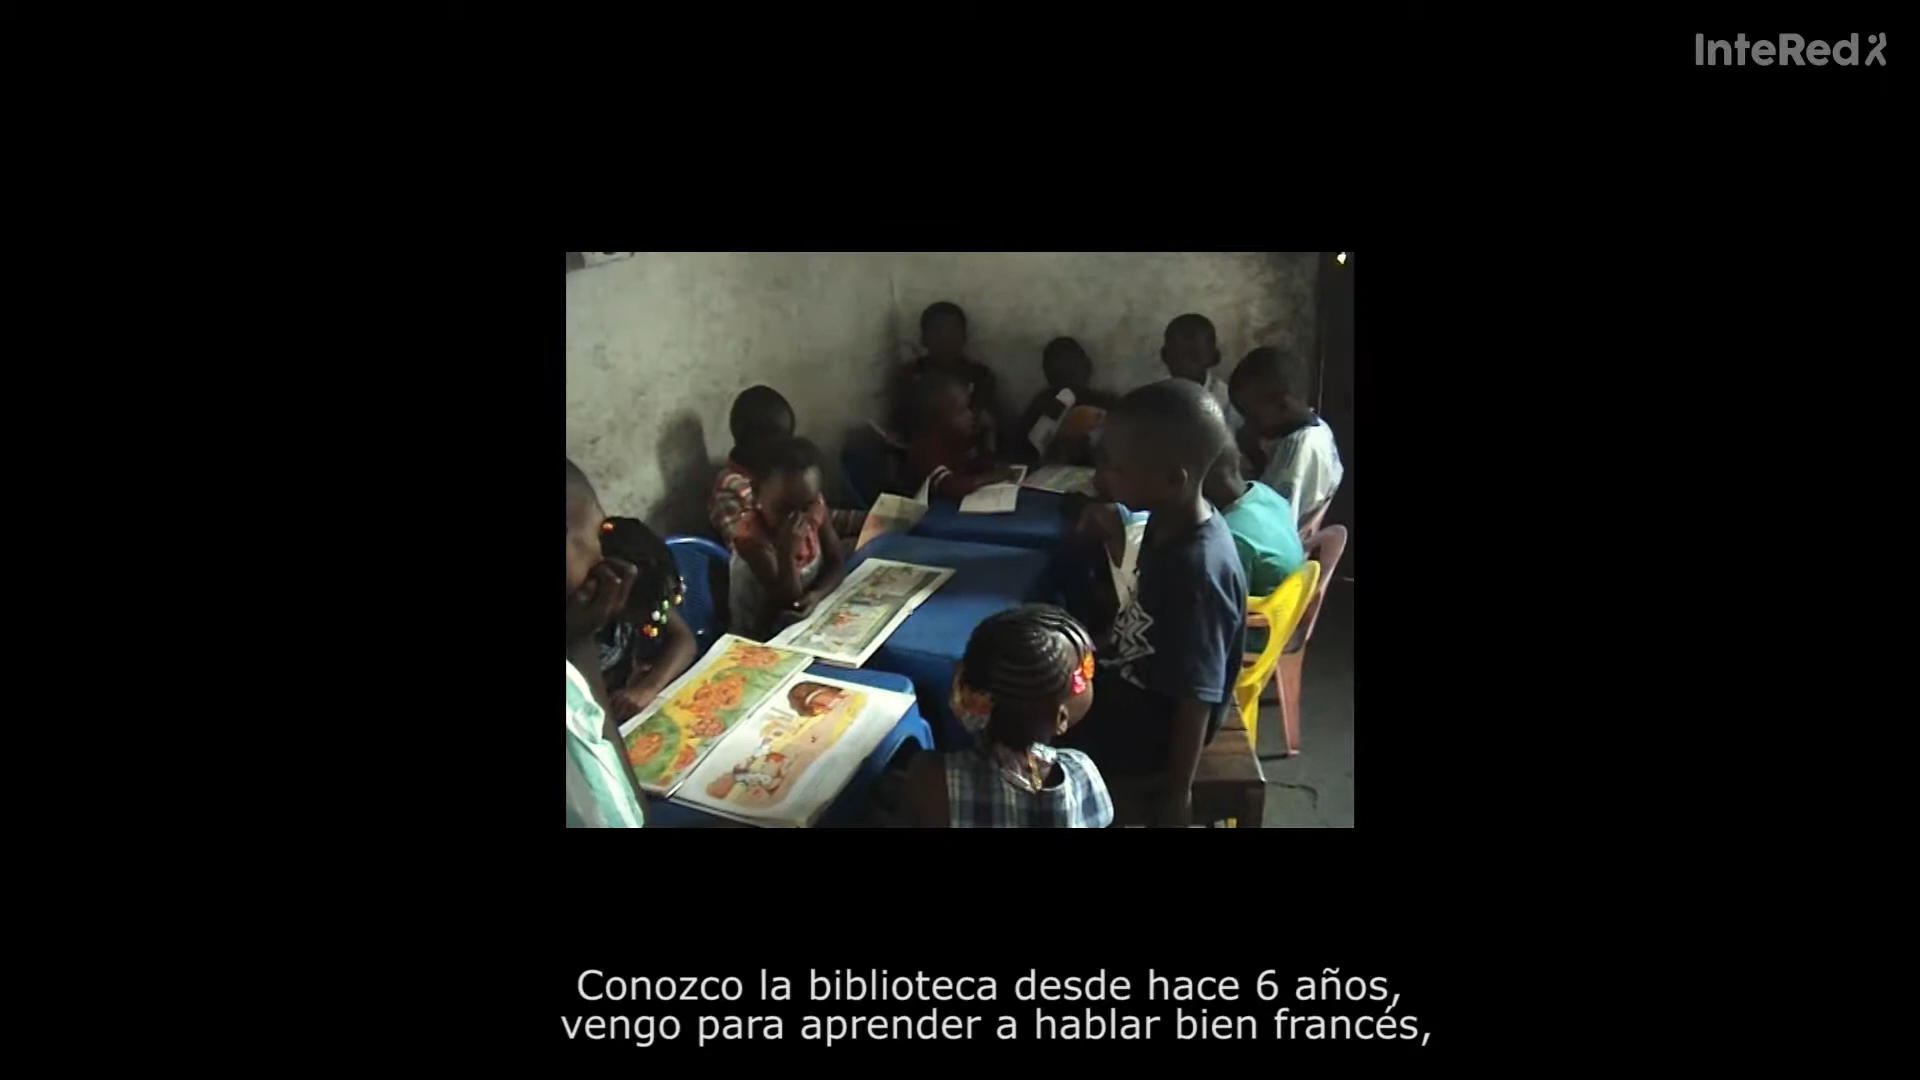 InteRed
Conozco la biblioteca desde hace 6 años,
vengo para aprender a hablar bien francés,